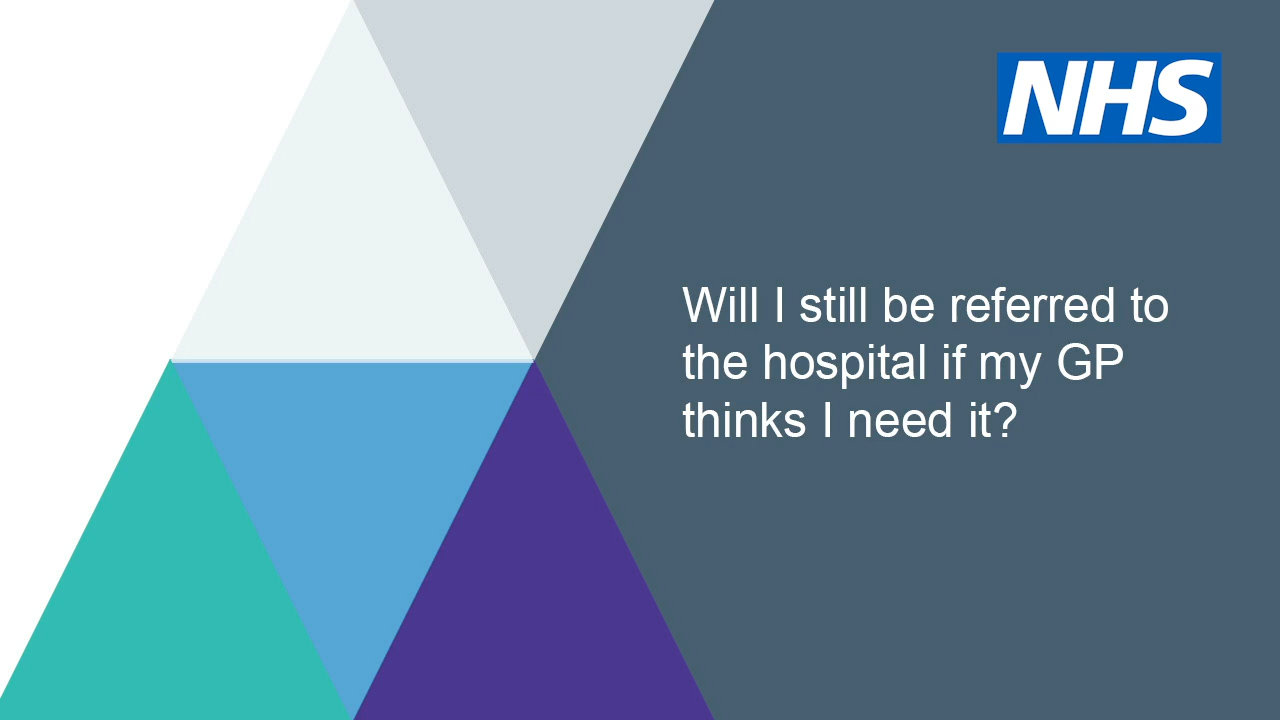 NHS
Will I still be referred to
the hospital if my GP
thinks I need it?